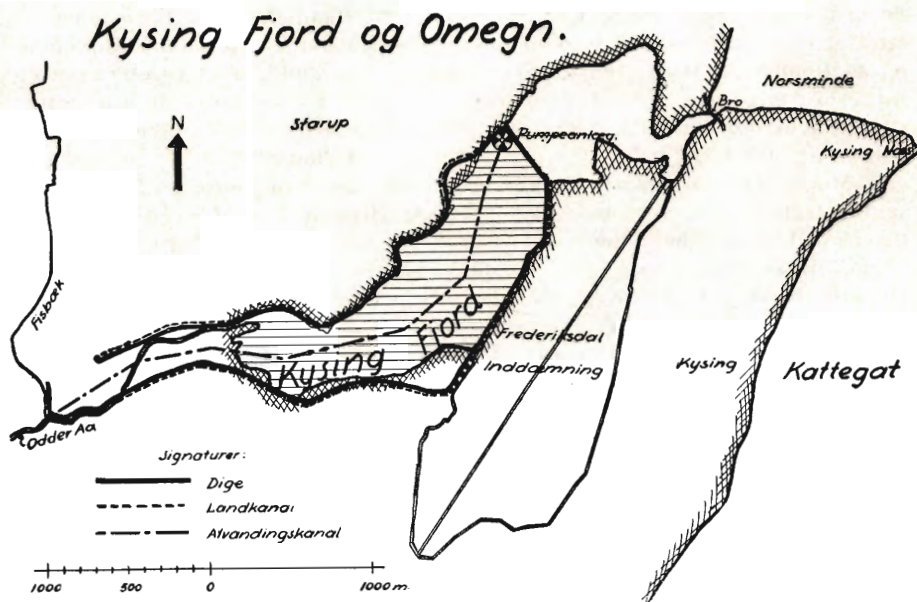 Kysing Fjord og Omegn.
N
Starup
Norsminde
Bro
Pumpeanlæg.
Kysing Næs
Fisbæk
Kysing Fjord
Frederiksdal
Inddæmning
Kysing
Kattegat
Odder Aa
Signaturer:
Dige
Landkanal
Afvandingskanal
1000 500 0 1000 m.